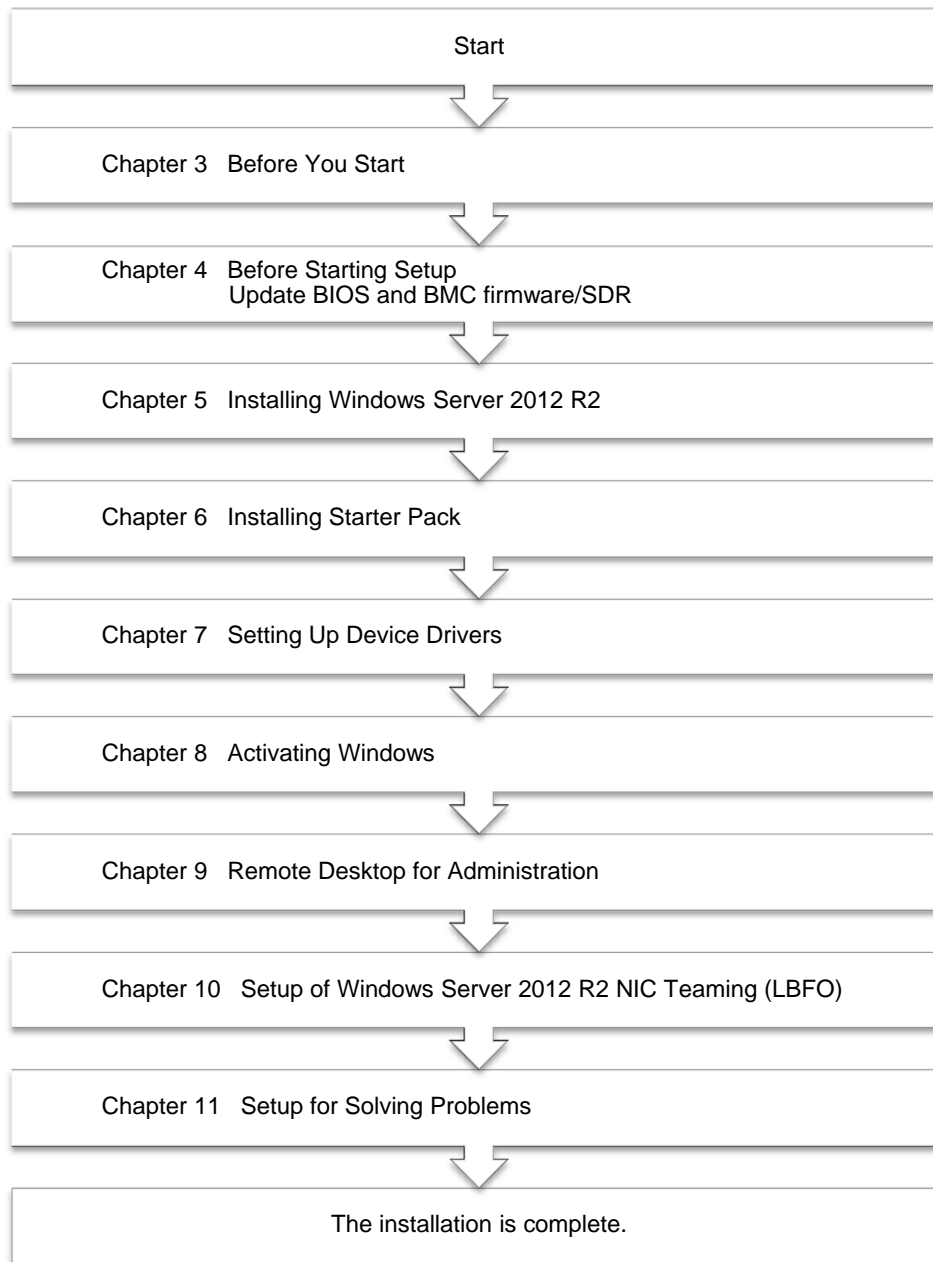 Start
Chapter 3 Before You Start
Chapter 4 Before Starting Setup
Update BIOS and BMC firmware/SDR
Chapter 5 Installing Windows Server 2012 R2
Chapter 6 Installing Starter Pack
Chapter 7 Setting Up Device Drivers
Chapter 8 Activating Windows
Chapter 9 Remote Desktop for Administration
Chapter 10 Setup of Windows Server 2012 R2 NIC Teaming (LBFO)
Chapter 11 Setup for Solving Problems
The installation is complete.